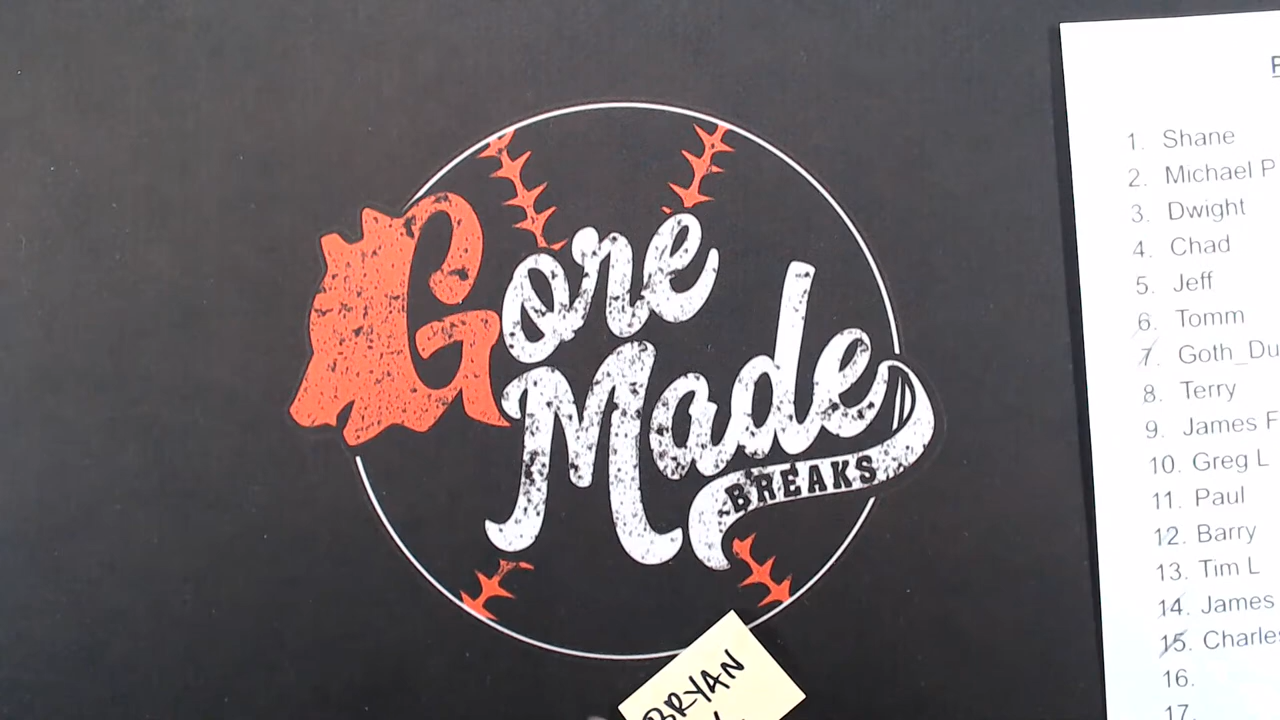 Gore
Made
BREAKS
BRYAN
1. Shane
2. Michael P
3. Dwight
4. Chad
5. Jeff
6. Tomm
7. Goth_Du
8. Terry
9. James F
10. Greg L
11. Paul
12. Barry
13. Tim L
14. James
15. Charles
16.
17.